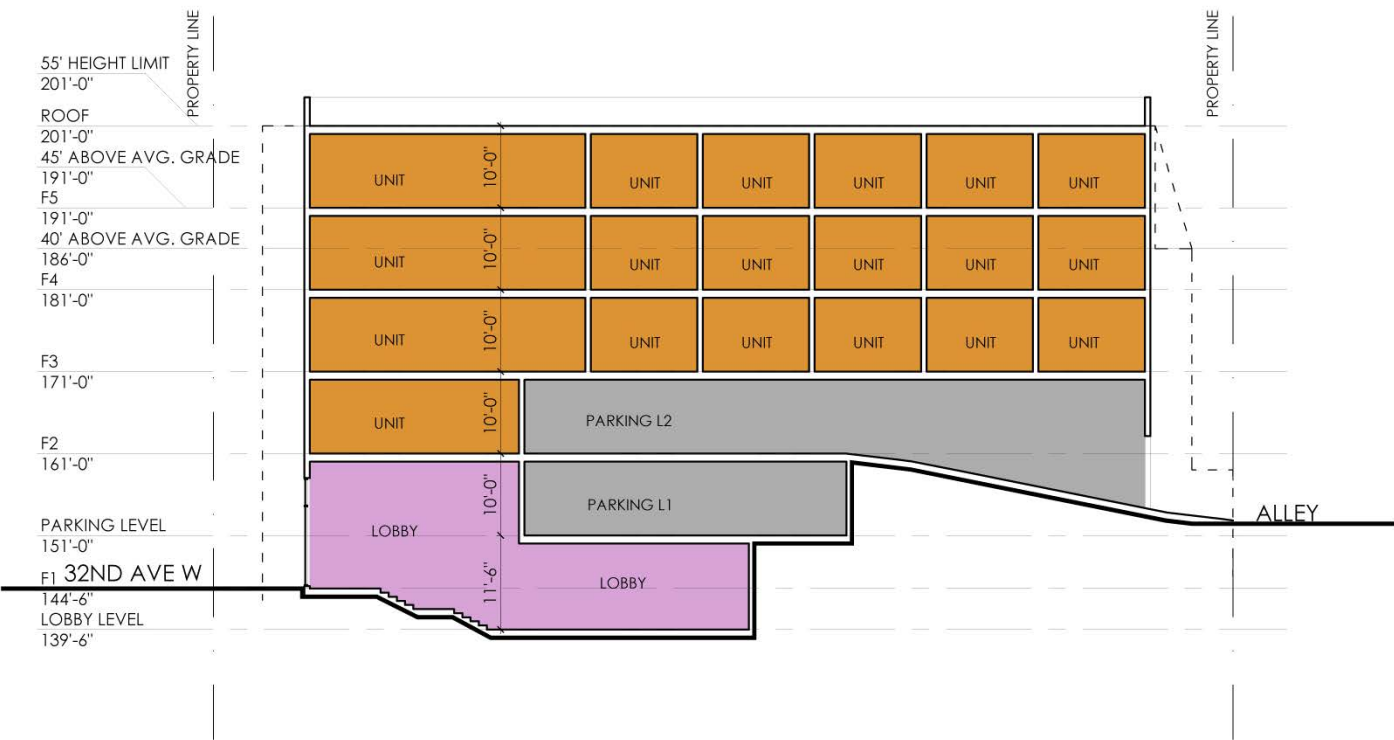 PROPERTY LINE
PROPERTY LINE
55' HEIGHT LIMIT
201'-0"
ROOF
201'-0"
45' ABOVE AVG. GRADE
191'-0"
F5
191'-0"
40' ABOVE AVG. GRADE
186'-0"
F4
181'-0"
F3
171'-0"
F2
161'-0"
PARKING LEVEL
151'-0"
F1 32ND AVE W
144'-6"
LOBBY LEVEL
139'-6"
UNIT 10'-0" UNIT UNIT UNIT UNIT UNIT
UNIT 10'-0" UNIT UNIT UNIT UNIT UNIT
UNIT 10'-0" UNIT UNIT UNIT UNIT UNIT
UNIT 10'-0" PARKING L2
LOBBY 10'-0" PARKING L1
11'-6" LOBBY
ALLEY